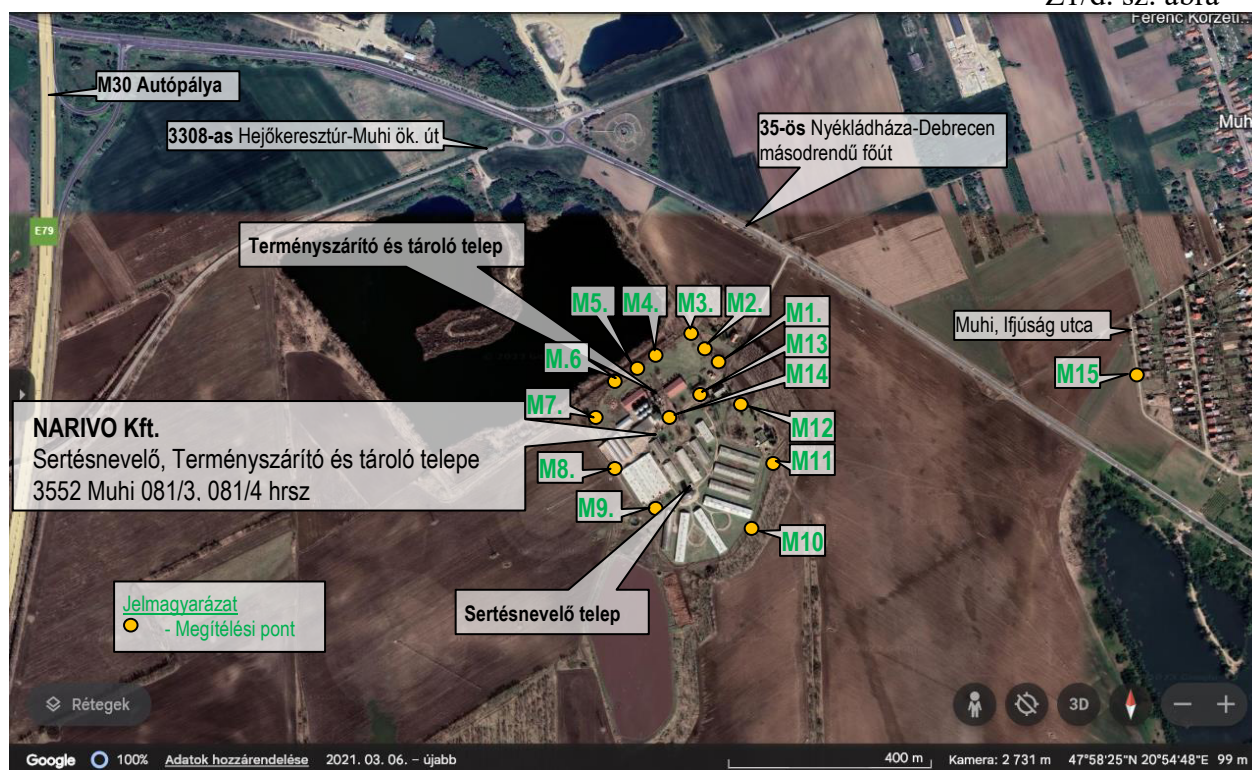 Z1/d. sz. ábra
Ferenc Körzeti...
M30 Autópálya
3308-as Hejőkeresztúr-Muhi ök. út
35-ös Nyékládháza-Debrecen
másodrendű főút
Muh
E79
Terményszárító és tároló telep
M5.
M4.
M3.
M2.
M1.
M13
M.6
M14
Muhi, Ifjúság utca
M15
M7.
M12
NARIVO Kft.
Sertésnevelő, Terményszárító és tároló telepe
3552 Muhi 081/3, 081/4 hrsz
M8.
M11
M9.
M10
Jelmagyarázat
- Megítélési pont
Sertésnevelő telep
Rétegek
3D
Google 100% Adatok hozzárendelése 2021. 03. 06. – újabb 400 m Kamera: 2 731 m 47°58'25"N 20°54'48"E 99 m